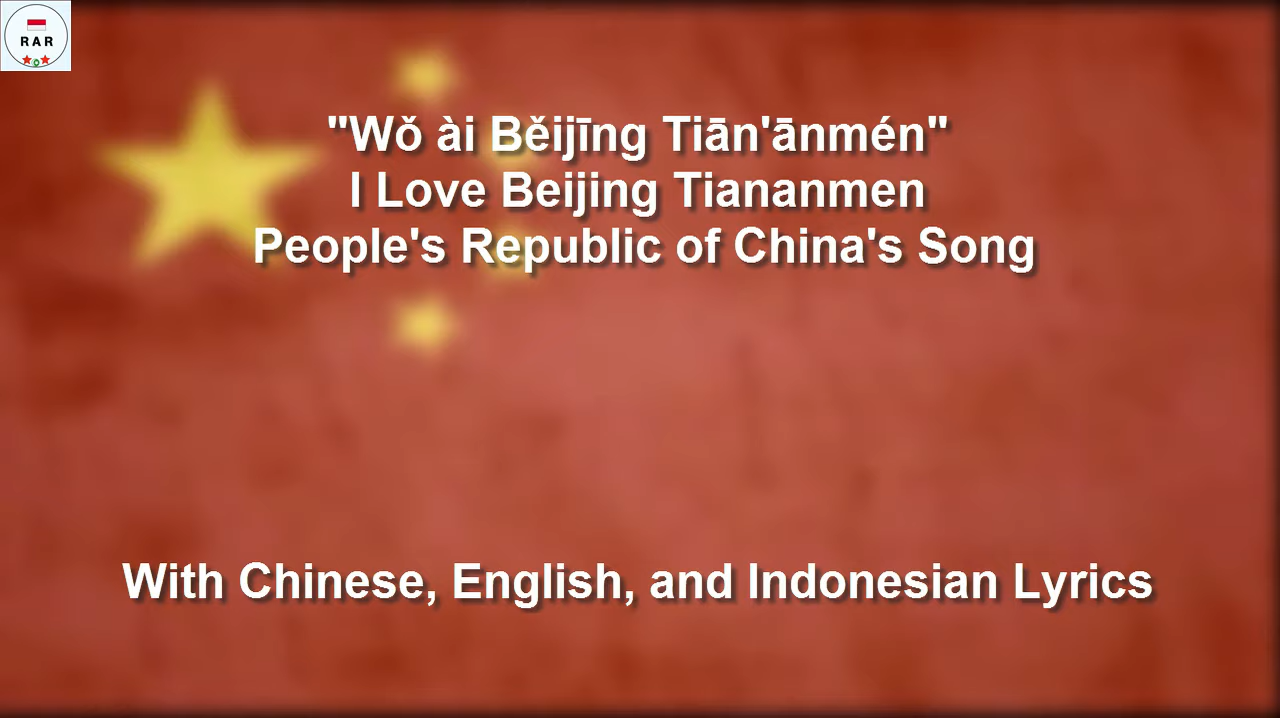 RAR
"Wǒ ài Běijīng Tiān'ānmén"
I Love Beijing Tiananmen
People's Republic of China's Song
With Chinese, English, and Indonesian Lyrics